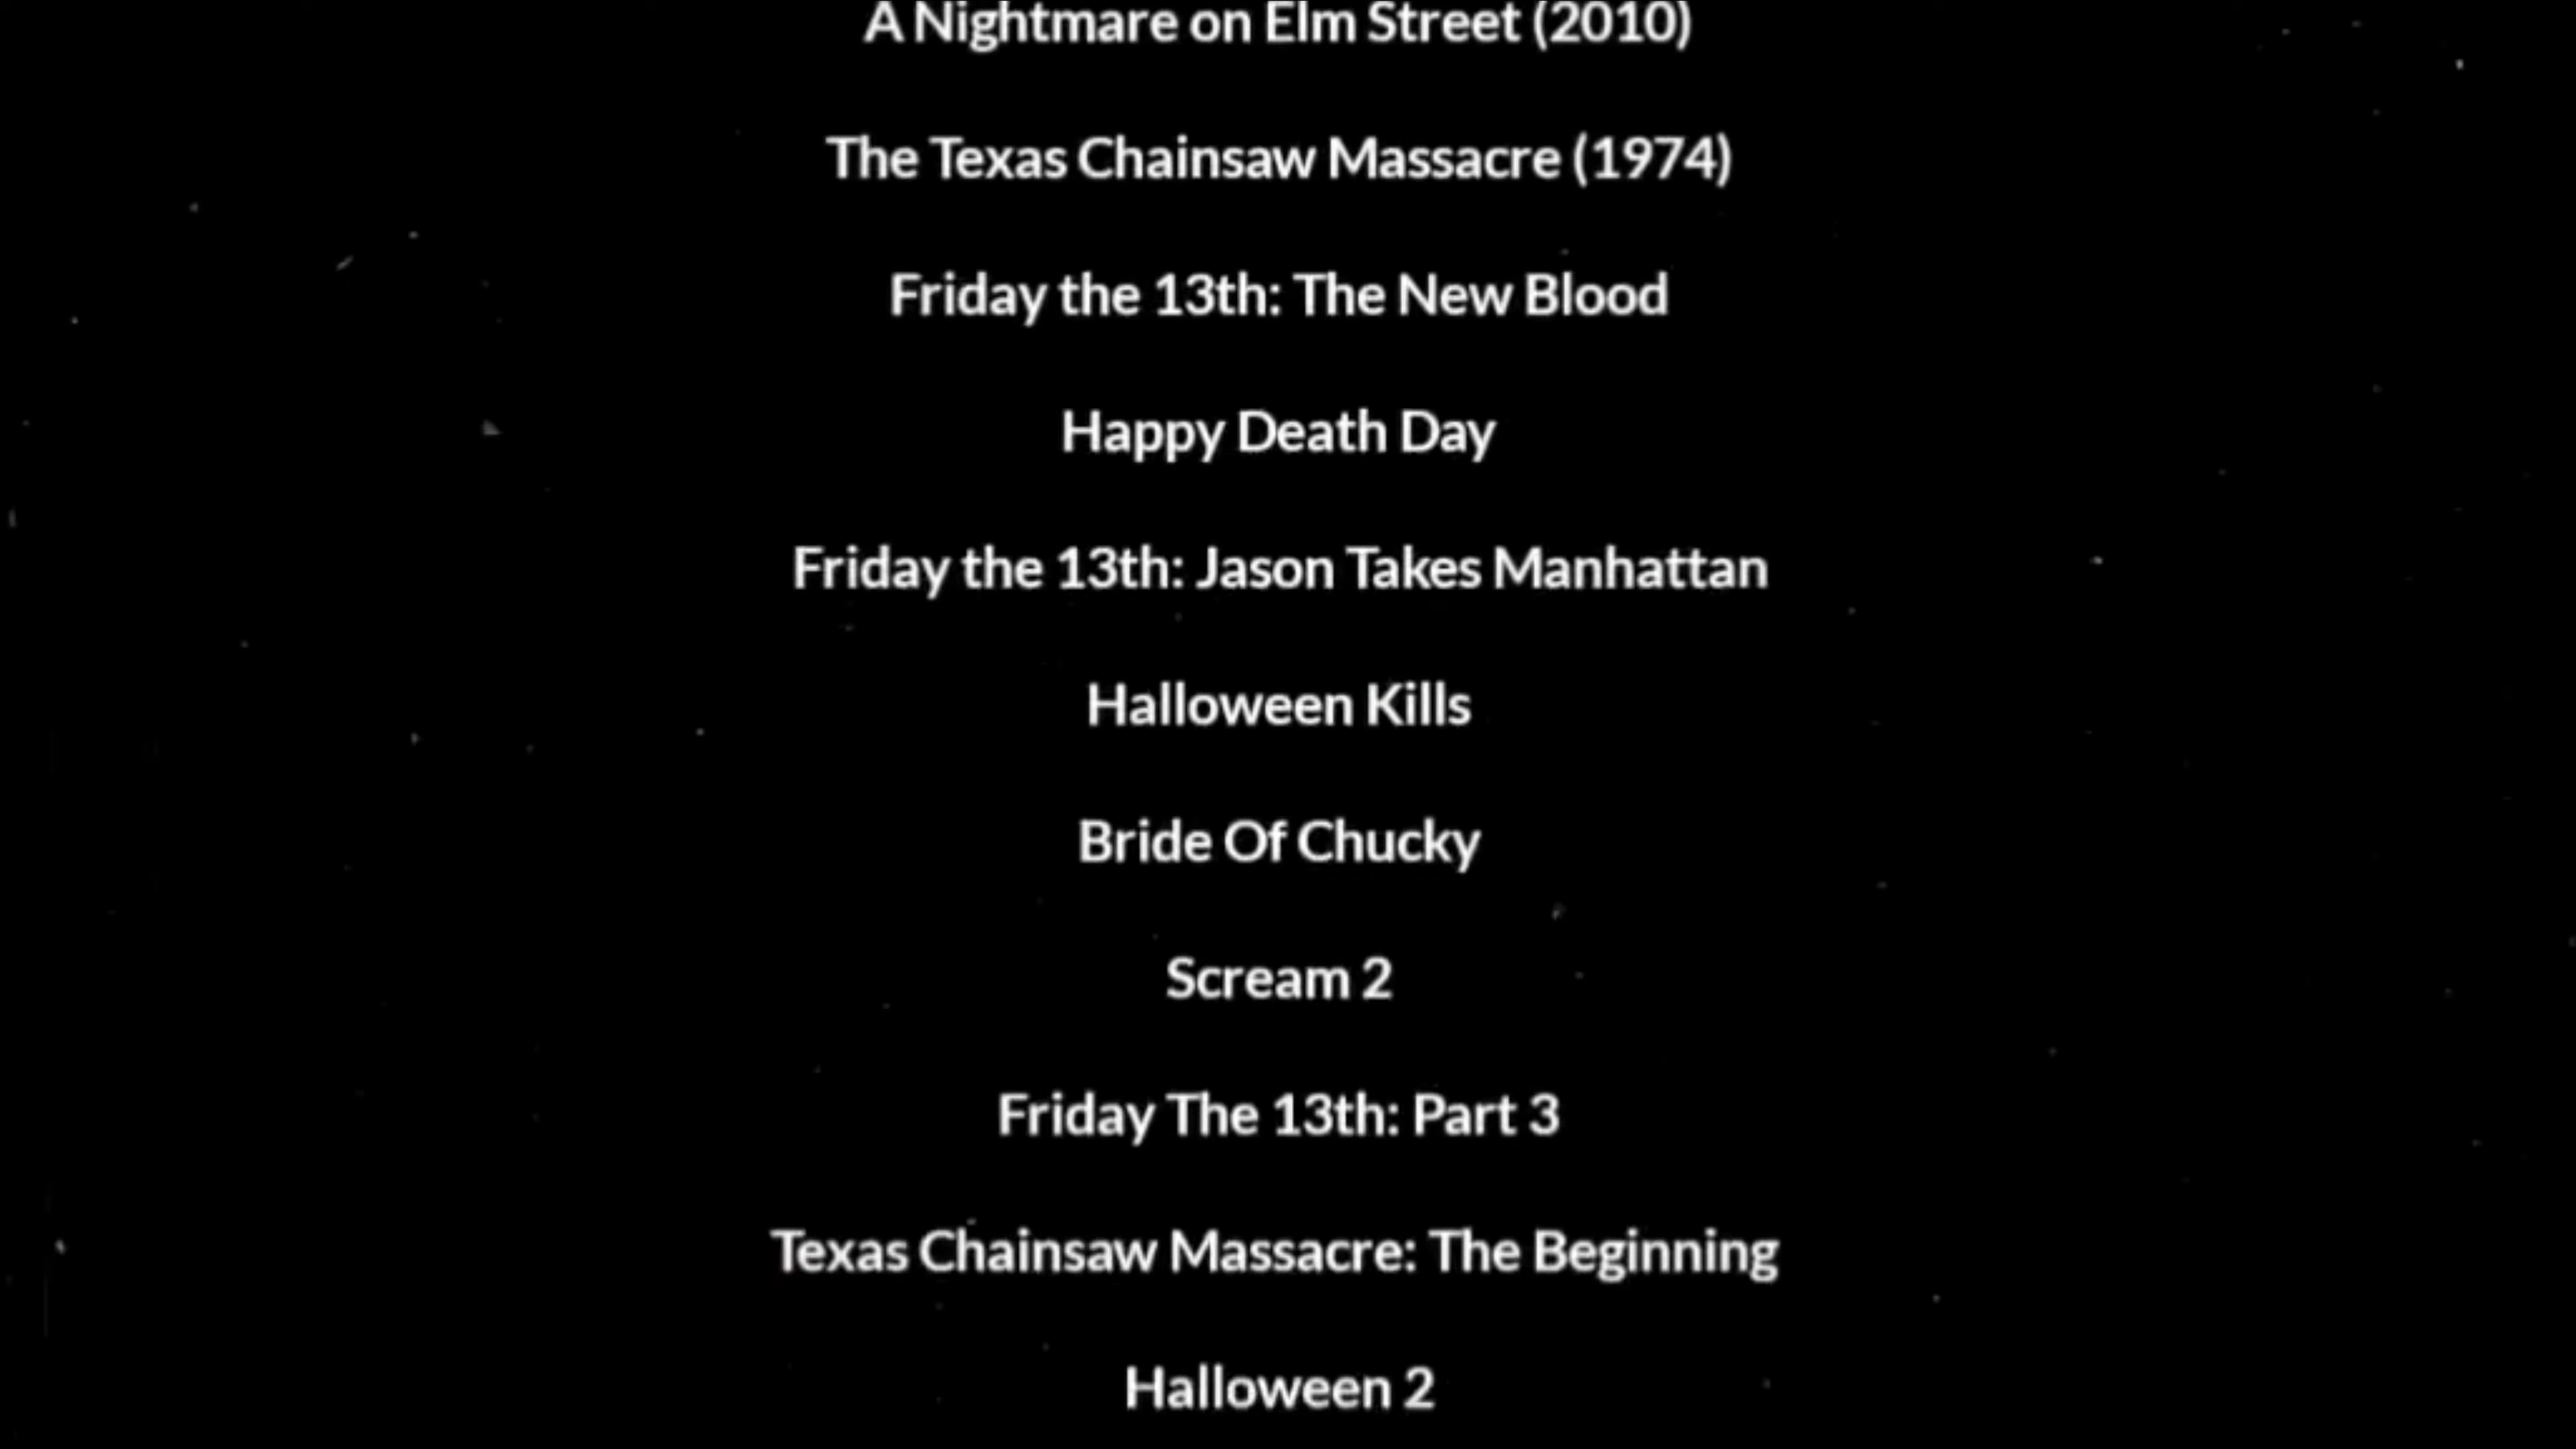 A Nightmare on Elm Street (2010)
The Texas Chainsaw Massacre (1974)
Friday the 13th: The New Blood
Happy Death Day
Friday the 13th: Jason Takes Manhattan
Halloween Kills
Bride Of Chucky
Scream 2
Friday The 13th: Part 3
Texas Chainsaw Massacre: The Beginning
Halloween 2